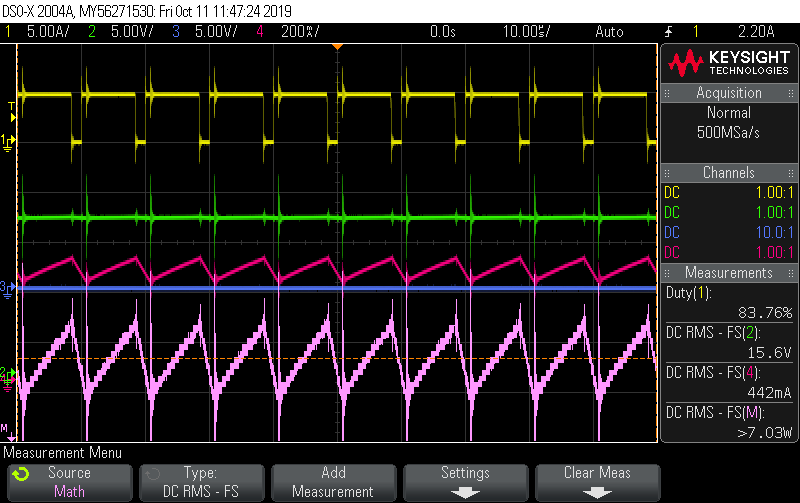 DSO-X 2004A, MY56271530: Fri Oct 11 11:47:24 2019
1 5.00A/ 2 5.00V/ 3 5.00V/ 4 200⅍/ 0.0s 10.00µs/ Auto 1 2.20A
KEYSIGHT
TECHNOLOGIES
Acquisition
Normal
500MSa/s
Channels
DC 1.00:1
DC 1.00:1
DC 10.0:1
DC 1.00:1
Measurements
Duty(1):
83.76%
DC RMS - FS(2):
15.6V
DC RMS - FS(4):
442mA
DC RMS - FS(M):
>7.03W
T
1
3
2
M
Measurement Menu
Source
Math
Type:
DC RMS - FS
Add
Measurement
Settings
Clear Meas